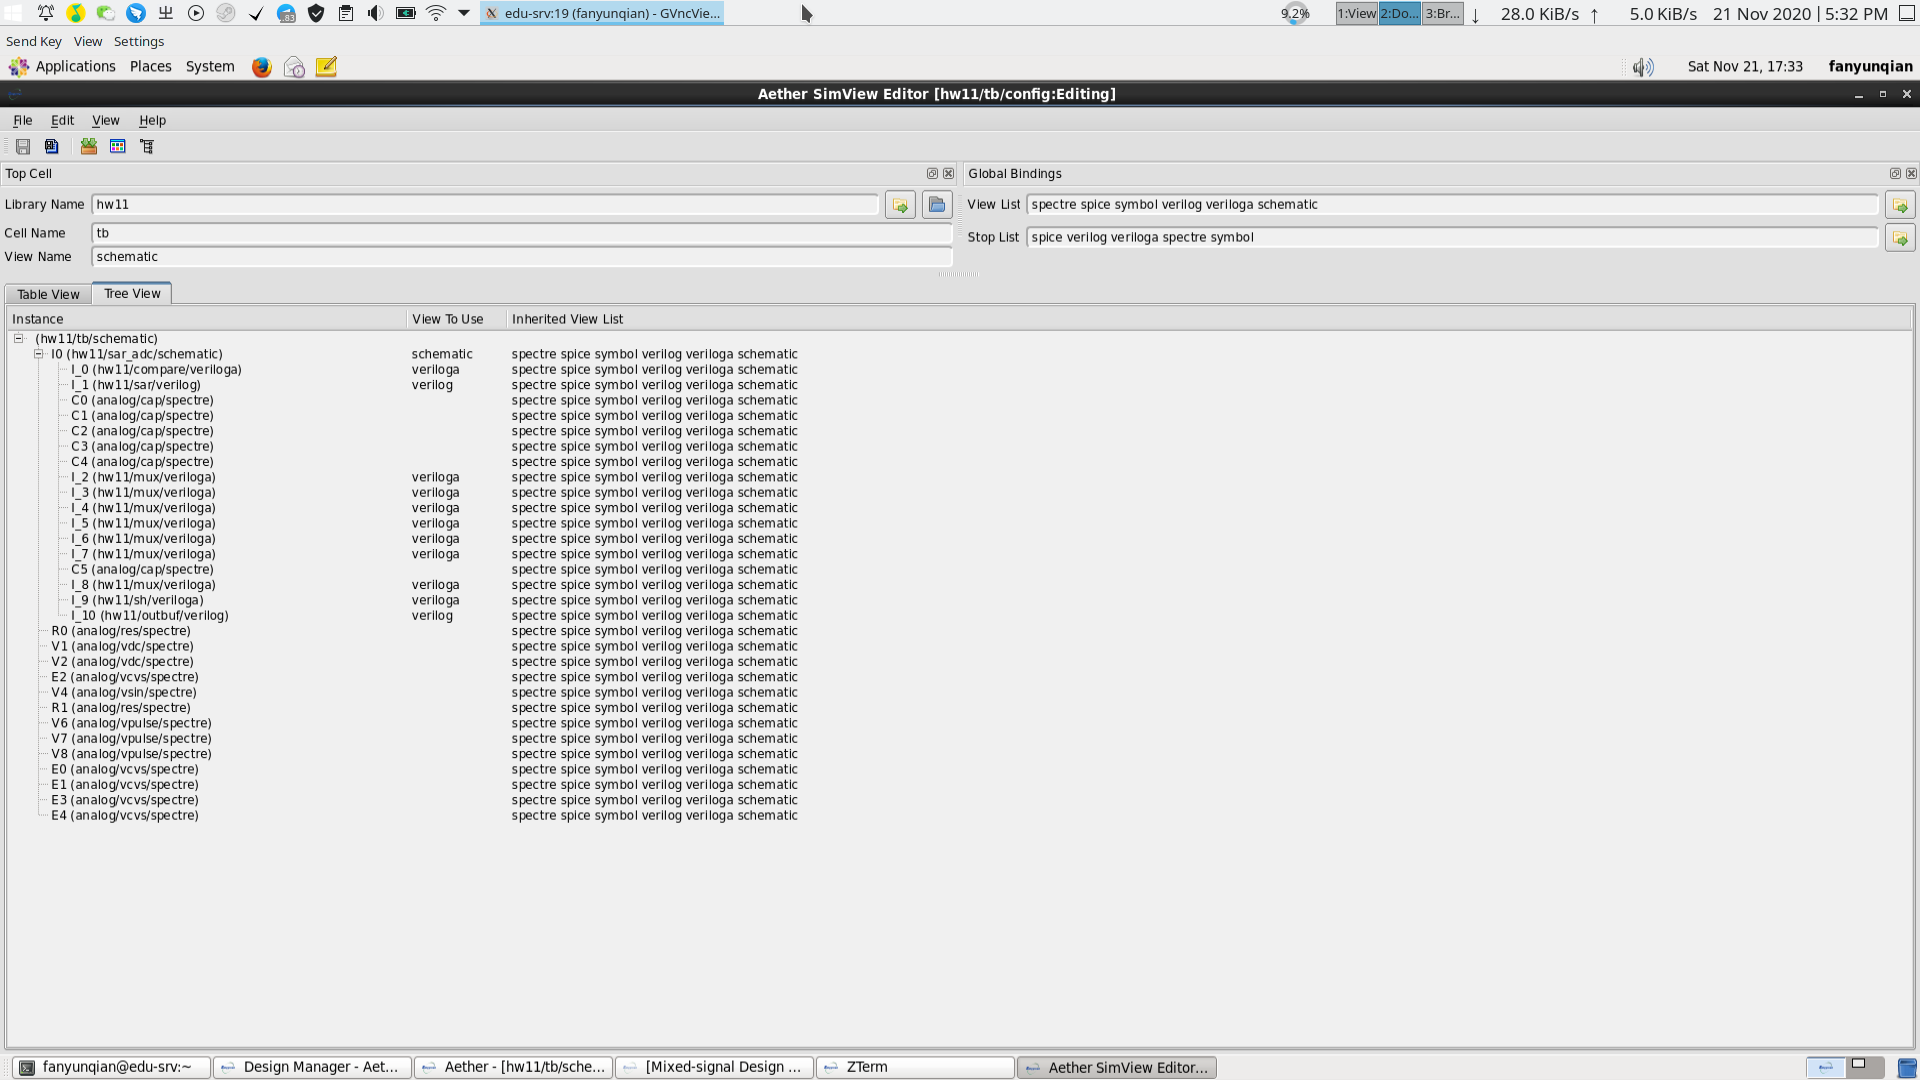 .83
edu-srv:19 (fanyunqian) - GVncVie...
9.2%
1:View 2:Do... 3:Br...
↓ 28.0 KiB/s ↑ 5.0 KiB/s 21 Nov 2020 | 5:32 PM
Send Key View Settings
Applications Places System
Sat Nov 21, 17:33 fanyunqian
Aether SimView Editor [hw11/tb/config:Editing]
File Edit View Help
Top Cell
Library Name hw11
Cell Name tb
View Name schematic
Global Bindings
View List spectre spice symbol verilog veriloga schematic
Stop List spice verilog veriloga spectre symbol
Table View Tree View
Instance View To Use Inherited View List
(hw11/tb/schematic)
I0 (hw11/sar_adc/schematic) schematic spectre spice symbol verilog veriloga schematic
I_0 (hw11/compare/veriloga) veriloga spectre spice symbol verilog veriloga schematic
I_1 (hw11/sar/verilog) verilog spectre spice symbol verilog veriloga schematic
C0 (analog/cap/spectre) spectre spice symbol verilog veriloga schematic
C1 (analog/cap/spectre) spectre spice symbol verilog veriloga schematic
C2 (analog/cap/spectre) spectre spice symbol verilog veriloga schematic
C3 (analog/cap/spectre) spectre spice symbol verilog veriloga schematic
C4 (analog/cap/spectre) spectre spice symbol verilog veriloga schematic
I_2 (hw11/mux/veriloga) veriloga spectre spice symbol verilog veriloga schematic
I_3 (hw11/mux/veriloga) veriloga spectre spice symbol verilog veriloga schematic
I_4 (hw11/mux/veriloga) veriloga spectre spice symbol verilog veriloga schematic
I_5 (hw11/mux/veriloga) veriloga spectre spice symbol verilog veriloga schematic
I_6 (hw11/mux/veriloga) veriloga spectre spice symbol verilog veriloga schematic
I_7 (hw11/mux/veriloga) veriloga spectre spice symbol verilog veriloga schematic
C5 (analog/cap/spectre) spectre spice symbol verilog veriloga schematic
I_8 (hw11/mux/veriloga) veriloga spectre spice symbol verilog veriloga schematic
I_9 (hw11/sh/veriloga) veriloga spectre spice symbol verilog veriloga schematic
I_10 (hw11/outbuf/verilog) verilog spectre spice symbol verilog veriloga schematic
R0 (analog/res/spectre) spectre spice symbol verilog veriloga schematic
V1 (analog/vdc/spectre) spectre spice symbol verilog veriloga schematic
V2 (analog/vdc/spectre) spectre spice symbol verilog veriloga schematic
E2 (analog/vcvs/spectre) spectre spice symbol verilog veriloga schematic
V4 (analog/vsin/spectre) spectre spice symbol verilog veriloga schematic
R1 (analog/res/spectre) spectre spice symbol verilog veriloga schematic
V6 (analog/vpulse/spectre) spectre spice symbol verilog veriloga schematic
V7 (analog/vpulse/spectre) spectre spice symbol verilog veriloga schematic
V8 (analog/vpulse/spectre) spectre spice symbol verilog veriloga schematic
E0 (analog/vcvs/spectre) spectre spice symbol verilog veriloga schematic
E1 (analog/vcvs/spectre) spectre spice symbol verilog veriloga schematic
E3 (analog/vcvs/spectre) spectre spice symbol verilog veriloga schematic
E4 (analog/vcvs/spectre) spectre spice symbol verilog veriloga schematic
fanyunqian@edu-srv:~ Design Manager - Aet... Aether - [hw11/tb/sche... [Mixed-signal Design ... ZTerm Aether SimView Editor...